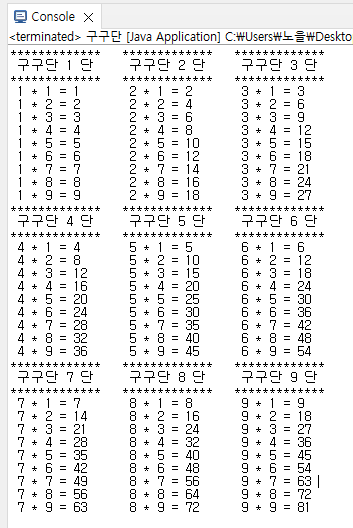 Console
<terminated> 구구단 [Java Application] C:₩Users₩노을₩Deskto
************ ************ ************
구구단 1 단 구구단 2 단 구구단 3 단
************ ************ ************
1 * 1 = 1 2 * 1 = 2 3 * 1 = 3
1 * 2 = 2 2 * 2 = 4 3 * 2 = 6
1 * 3 = 3 2 * 3 = 6 3 * 3 = 9
1 * 4 = 4 2 * 4 = 8 3 * 4 = 12
1 * 5 = 5 2 * 5 = 10 3 * 5 = 15
1 * 6 = 6 2 * 6 = 12 3 * 6 = 18
1 * 7 = 7 2 * 7 = 14 3 * 7 = 21
1 * 8 = 8 2 * 8 = 16 3 * 8 = 24
1 * 9 = 9 2 * 9 = 18 3 * 9 = 27
************ ************ ************
구구단 4 단 구구단 5 단 구구단 6 단
************ ************ ************
4 * 1 = 4 5 * 1 = 5 6 * 1 = 6
4 * 2 = 8 5 * 2 = 10 6 * 2 = 12
4 * 3 = 12 5 * 3 = 15 6 * 3 = 18
4 * 4 = 16 5 * 4 = 20 6 * 4 = 24
4 * 5 = 20 5 * 5 = 25 6 * 5 = 30
4 * 6 = 24 5 * 6 = 30 6 * 6 = 36
4 * 7 = 28 5 * 7 = 35 6 * 7 = 42
4 * 8 = 32 5 * 8 = 40 6 * 8 = 48
4 * 9 = 36 5 * 9 = 45 6 * 9 = 54
************ ************ ************
구구단 7 단 구구단 8 단 구구단 9 단
************ ************ ************
7 * 1 = 7 8 * 1 = 8 9 * 1 = 9
7 * 2 = 14 8 * 2 = 16 9 * 2 = 18
7 * 3 = 21 8 * 3 = 24 9 * 3 = 27
7 * 4 = 28 8 * 4 = 32 9 * 4 = 36
7 * 5 = 35 8 * 5 = 40 9 * 5 = 45
7 * 6 = 42 8 * 6 = 48 9 * 6 = 54
7 * 7 = 49 8 * 7 = 56 9 * 7 = 63
7 * 8 = 56 8 * 8 = 64 9 * 8 = 72
7 * 9 = 63 8 * 9 = 72 9 * 9 = 81